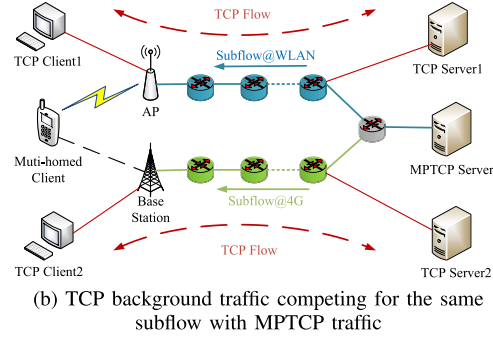 TCP Flow
Subflow@WLAN
TCP Client1
AP
TCP Server1
Muti-homed
Client
MPTCP Server
Base
Station
Subflow@4G
TCP Flow
TCP Client2
TCP Server2
(b) TCP background traffic competing for the same
subflow with MPTCP traffic